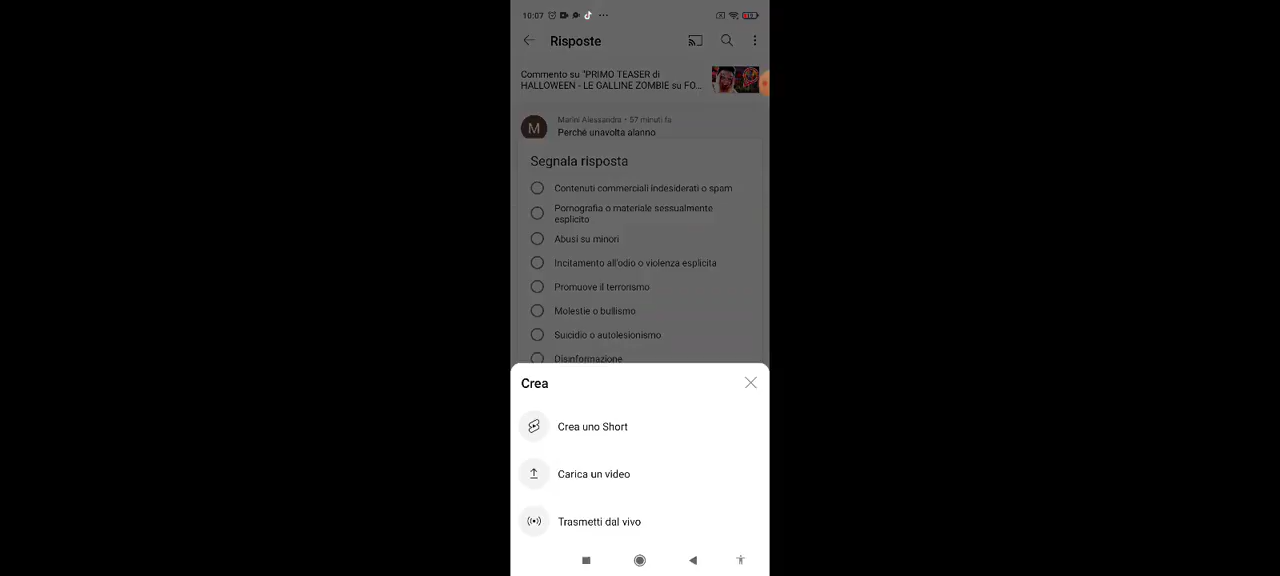 10:07
Risposte
Commento su "PRIMO TEASER di
HALLOWEEN - LE GALLINE ZOMBIE su FO...
M
Marini Alessandra • 57 minuti fa
Perché unavolta alanno
Segnala risposta
Contenuti commerciali indesiderati o spam
Pornografia o materiale sessualmente
esplicito
Abusi su minori
Incitamento all'odio o violenza esplicita
Promuove il terrorismo
Molestie o bullismo
Suicidio o autolesionismo
Disinformazione
Crea
Crea uno Short
Carica un video
Trasmetti dal vivo